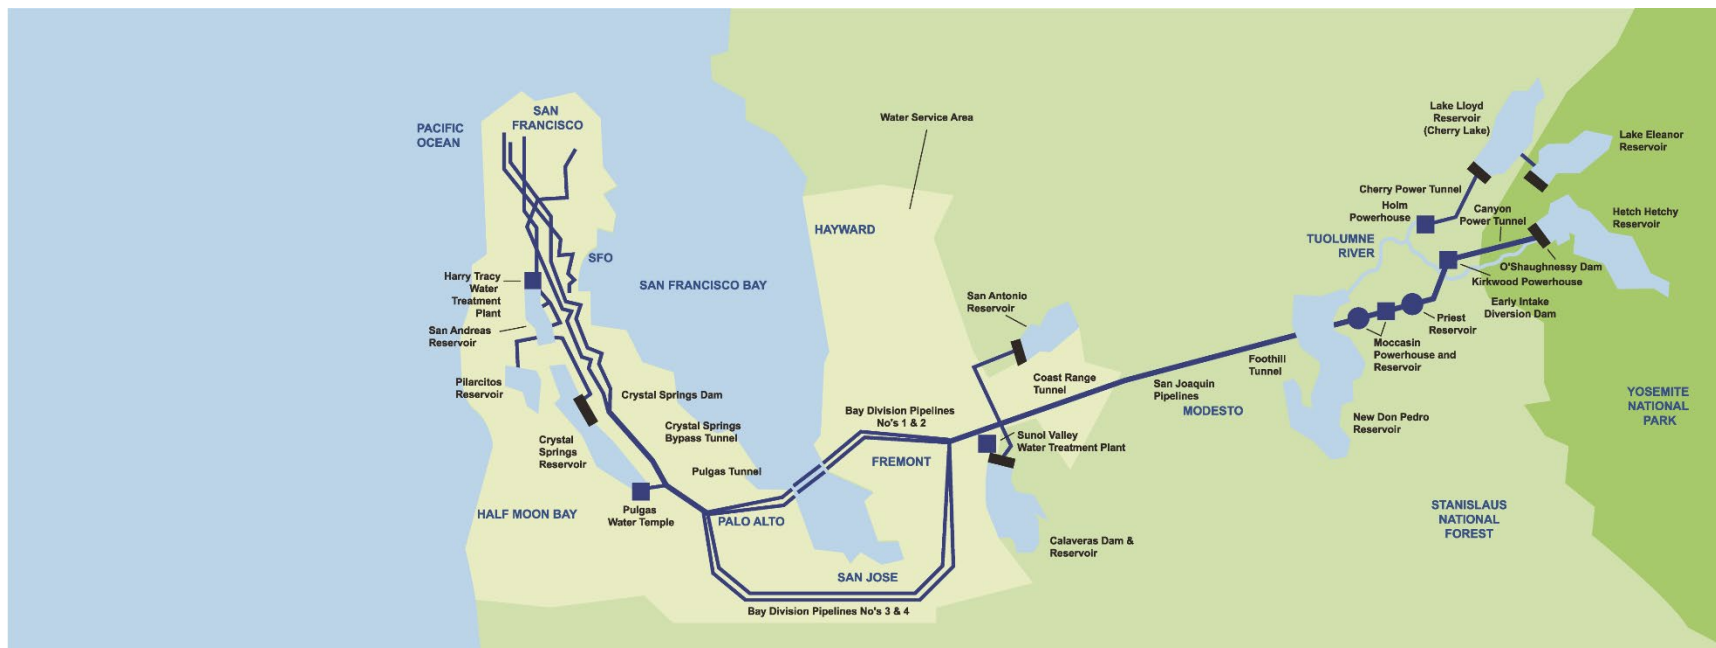 SAN
FRANCISCO
PACIFIC
OCEAN
Water Service Area
Lake Lloyd
Reservoir
(Cherry Lake)
Lake Eleanor
Reservoir
Cherry Power Tunnel
Holm
Powerhouse
Canyon
Power Tunnel
Hetch Hetchy
Reservoir
HAYWARD
TUOLUMNE
RIVER
SFO
SAN FRANCISCO BAY
Harry Tracy
Water
Treatment
Plant
O'Shaughnessy Dam
Kirkwood Powerhouse
San Antonio
Reservoir
Early Intake
Diversion Dam
Priest
Reservoir
San Andreas
Reservoir
Moccasin
Powerhouse and
Reservoir
Foothill
Tunnel
Pilarcitos
Reservoir
Coast Range
Tunnel
San Joaquin
Pipelines
MODESTO
Crystal Springs Dam
YOSEMITE
NATIONAL
PARK
Bay Division Pipelines
No's 1 & 2
New Don Pedro
Reservoir
Crystal Springs
Bypass Tunnel
Crystal
Springs
Reservoir
Sunol Valley
Water Treatment Plant
FREMONT
Pulgas Tunnel
HALF MOON BAY
Pulgas
Water Temple
PALO ALTO
STANISLAUS
NATIONAL
FOREST
Calaveras Dam &
Reservoir
SAN JOSE
Bay Division Pipelines No's 3 & 4